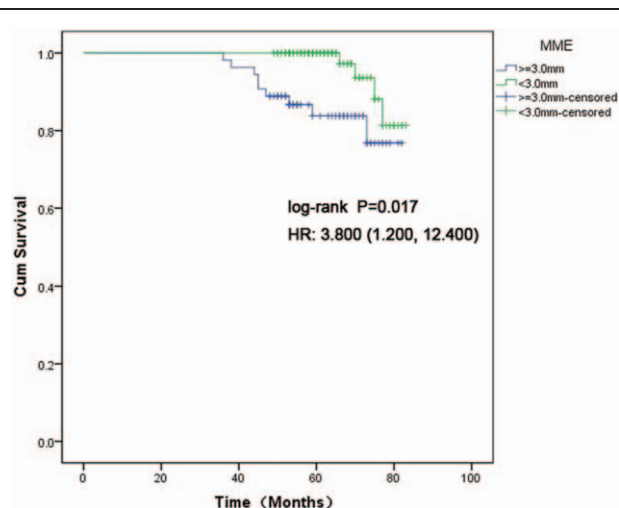 MME
>=3.0mm
<3.0mm
>=3.0mm-censored
<3.0mm-censored
1.0
0.8
0.6
0.4
0.2
0.0
Cum Survival
log-rank P=0.017
HR: 3.800 (1.200, 12.400)
0 20 40 60 80 100
Time（Months）